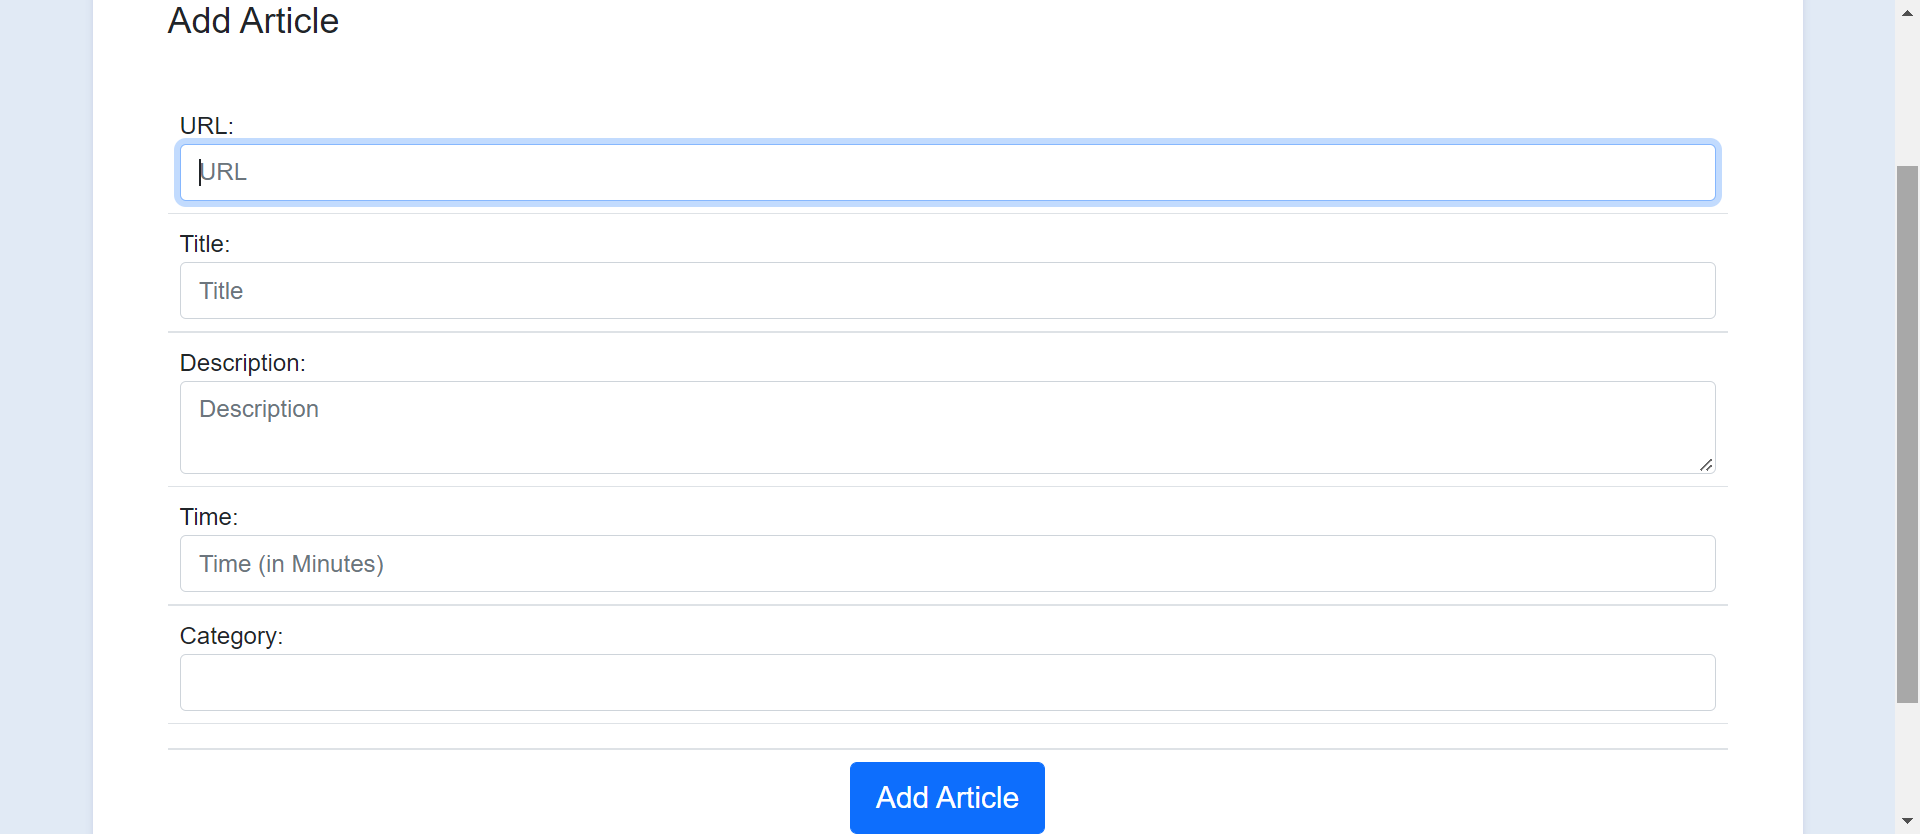 Add Article
URL:
URL
Title:
Title
Description:
Description
Time:
Time (in Minutes)
Category:
Add Article